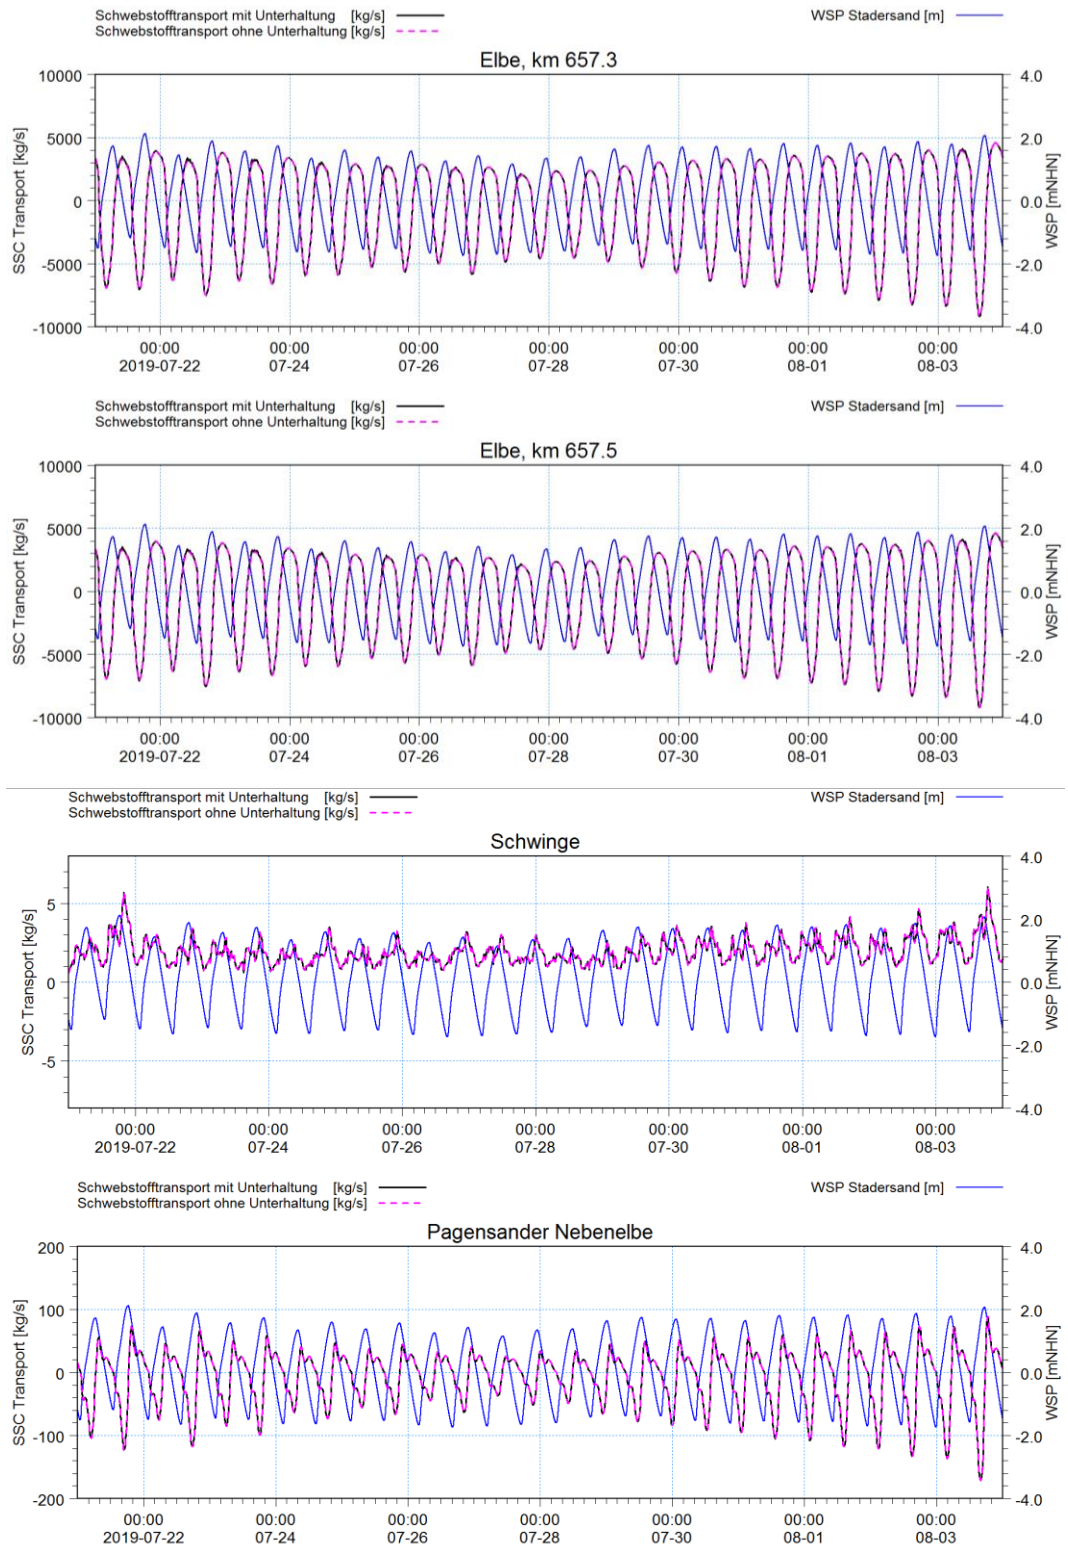 Schwebstofftransport mit Unterhaltung [kg/s] WSP Stadersand [m]
Schwebstofftransport ohne Unterhaltung [kg/s]
Elbe, km 657.3
10000 4.0
5000 2.0
0 0.0
-5000 -2.0
-10000 -4.0
SSC Transport [kg/s]
WSP [mNHN]
00:00 00:00 00:00 00:00 00:00 00:00 00:00
2019-07-22 07-24 07-26 07-28 07-30 08-01 08-03
Schwebstofftransport mit Unterhaltung [kg/s] WSP Stadersand [m]
Schwebstofftransport ohne Unterhaltung [kg/s]
Elbe, km 657.5
10000 4.0
5000 2.0
0 0.0
-5000 -2.0
-10000 -4.0
SSC Transport [kg/s]
WSP [mNHN]
00:00 00:00 00:00 00:00 00:00 00:00 00:00
2019-07-22 07-24 07-26 07-28 07-30 08-01 08-03
Schwebstofftransport mit Unterhaltung [kg/s] WSP Stadersand [m]
Schwebstofftransport ohne Unterhaltung [kg/s]
Schwinge
4.0
5 2.0
0 0.0
-5 -2.0
-4.0
SSC Transport [kg/s]
WSP [mNHN]
00:00 00:00 00:00 00:00 00:00 00:00 00:00
2019-07-22 07-24 07-26 07-28 07-30 08-01 08-03
Schwebstofftransport mit Unterhaltung [kg/s] WSP Stadersand [m]
Schwebstofftransport ohne Unterhaltung [kg/s]
Pagensander Nebenelbe
200 4.0
100 2.0
0 0.0
-100 -2.0
-200 -4.0
SSC Transport [kg/s]
WSP [mNHN]
00:00 00:00 00:00 00:00 00:00 00:00 00:00
2019-07-22 07-24 07-26 07-28 07-30 08-01 08-03